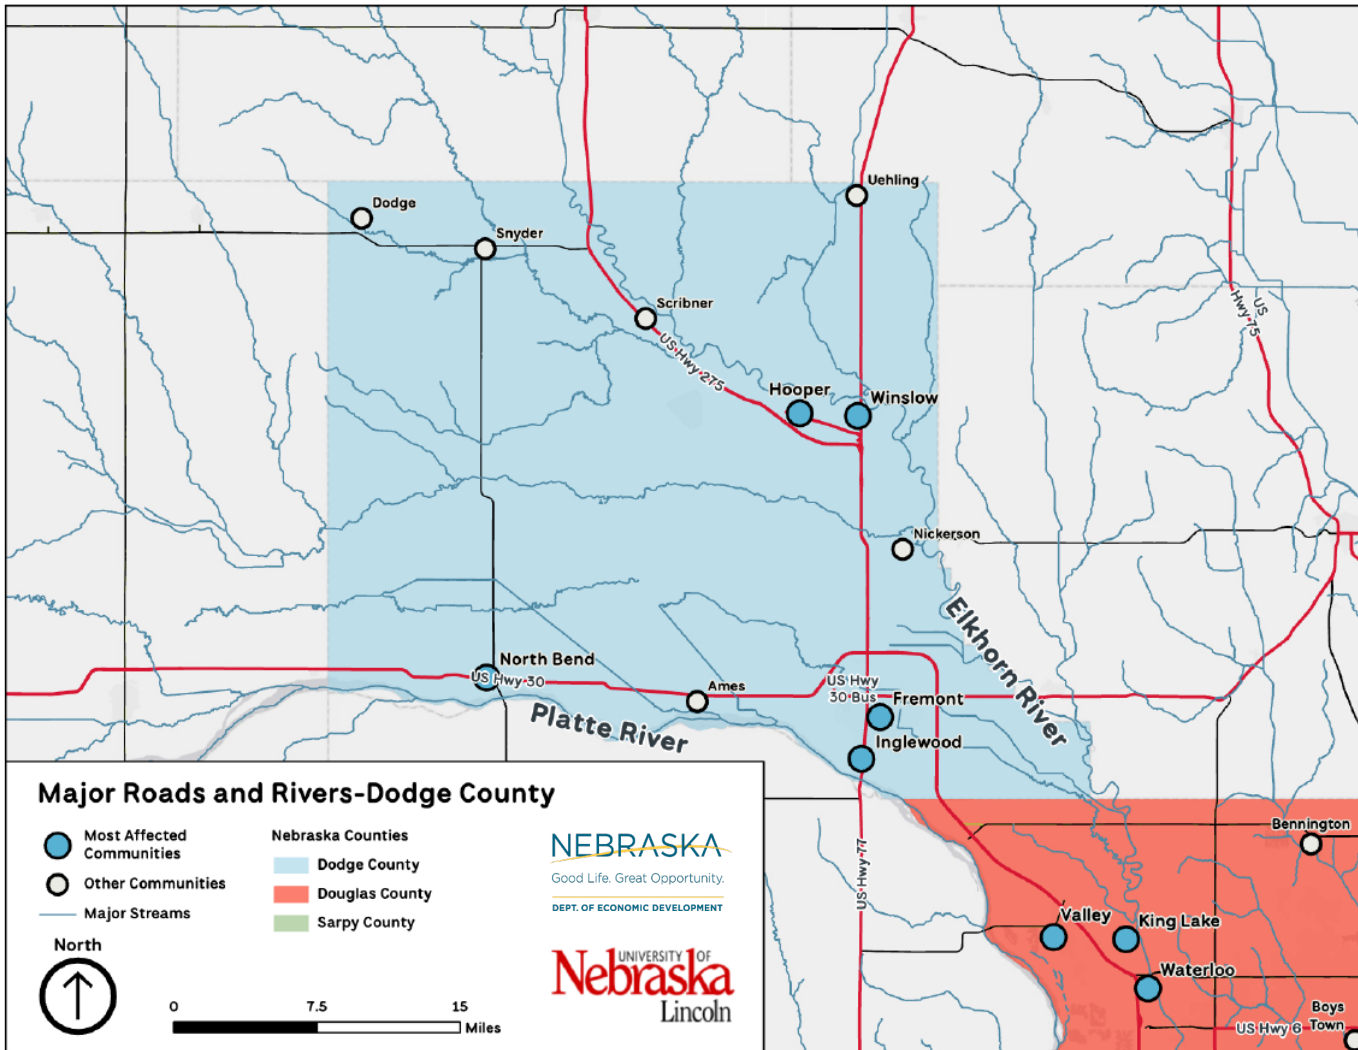 Dodge
Snyder
Uehling
Scribner
US Hwy 275
US
Hwy 75
Hooper
Winslow
Nickerson
Elkhorn River
North Bend
US Hwy 30
Ames
US Hwy
30 Bus
Fremont
Platte River
Inglewood
US Hwy 77
Bennington
Valley
King Lake
Waterloo
Boys
Town
US Hwy 6
Major Roads and Rivers-Dodge County
Most Affected
Communities
Other Communities
Major Streams
North
Nebraska Counties
Dodge County
Douglas County
Sarpy County
0 7.5 15
Miles
NEBRASKA
Good Life. Great Opportunity.
DEPT. OF ECONOMIC DEVELOPMENT
UNIVERSITY OF
Nebraska
Lincoln